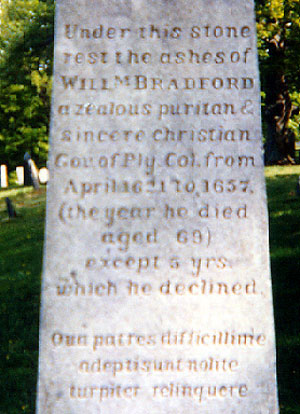 Under this stone
rest the ashes of
WILLM BRADFORD
a zealous puritan &
sincere christian
Gov. of Ply. Col. from
April 1621 to 1657.
(the year he died
aged 69)
except 5 yrs.
which he declined.
Qua patres difficillime
adeptisunt nolite
turpiter relinquere